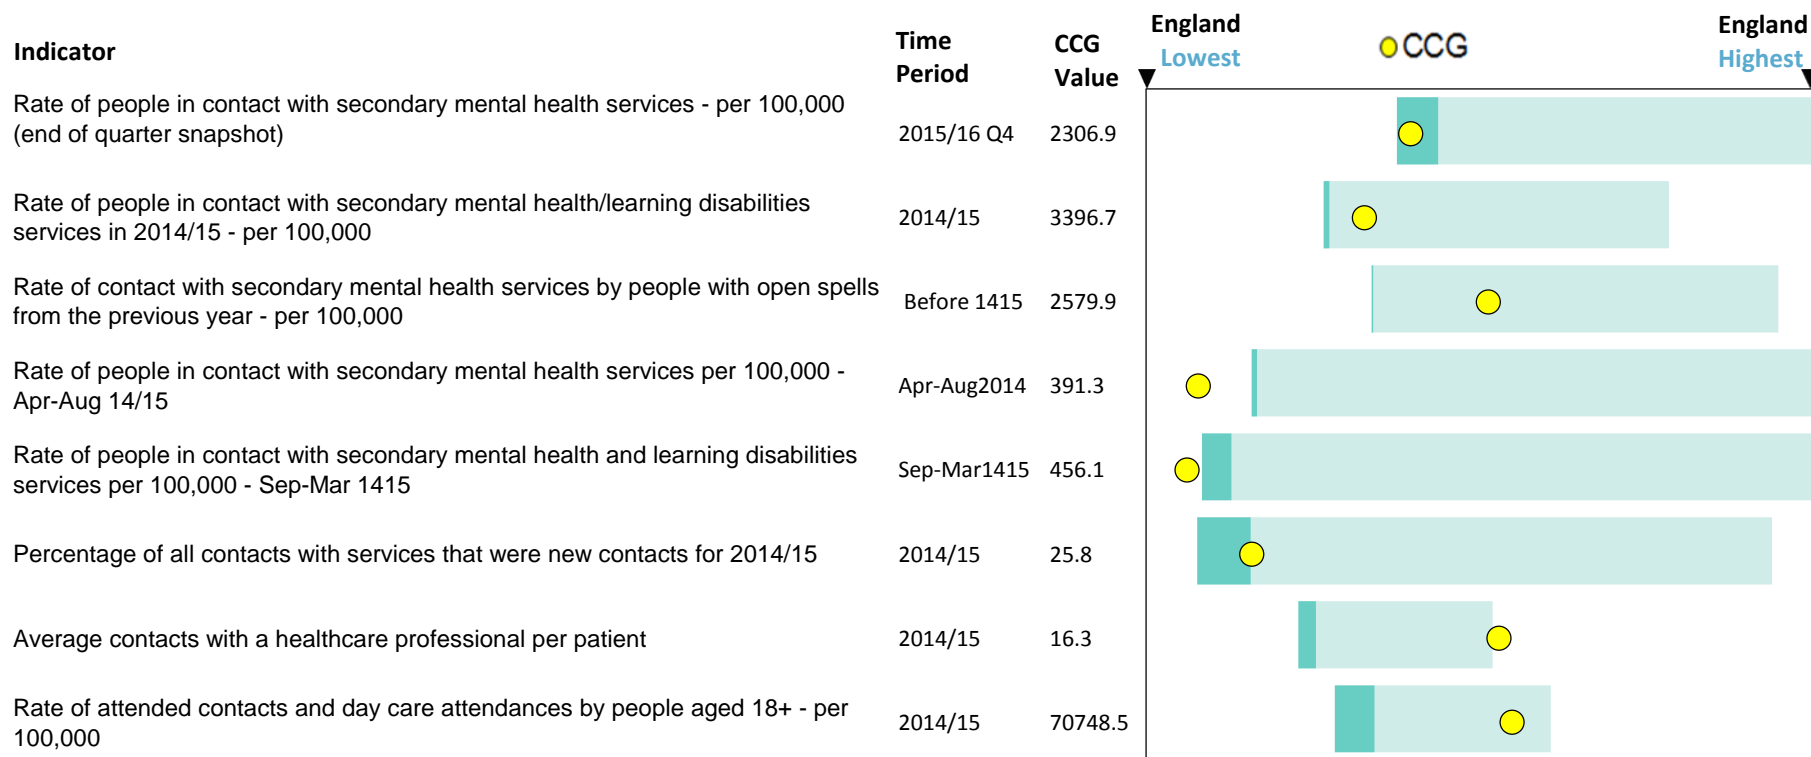 Indicator
Time Period
CCG Value
England Lowest
CCG
England Highest
Rate of people in contact with secondary mental health services - per 100,000
(end of quarter snapshot)
2015/16 Q4
2306.9
Rate of people in contact with secondary mental health/learning disabilities
services in 2014/15 - per 100,000
2014/15
3396.7
Rate of contact with secondary mental health services by people with open spells
from the previous year - per 100,000
Before 1415
2579.9
Rate of people in contact with secondary mental health services per 100,000 -
Apr-Aug 14/15
Apr-Aug2014
391.3
Rate of people in contact with secondary mental health and learning disabilities
services per 100,000 - Sep-Mar 1415
Sep-Mar1415
456.1
Percentage of all contacts with services that were new contacts for 2014/15
2014/15
25.8
Average contacts with a healthcare professional per patient
2014/15
16.3
Rate of attended contacts and day care attendances by people aged 18+ - per
100,000
2014/15
70748.5